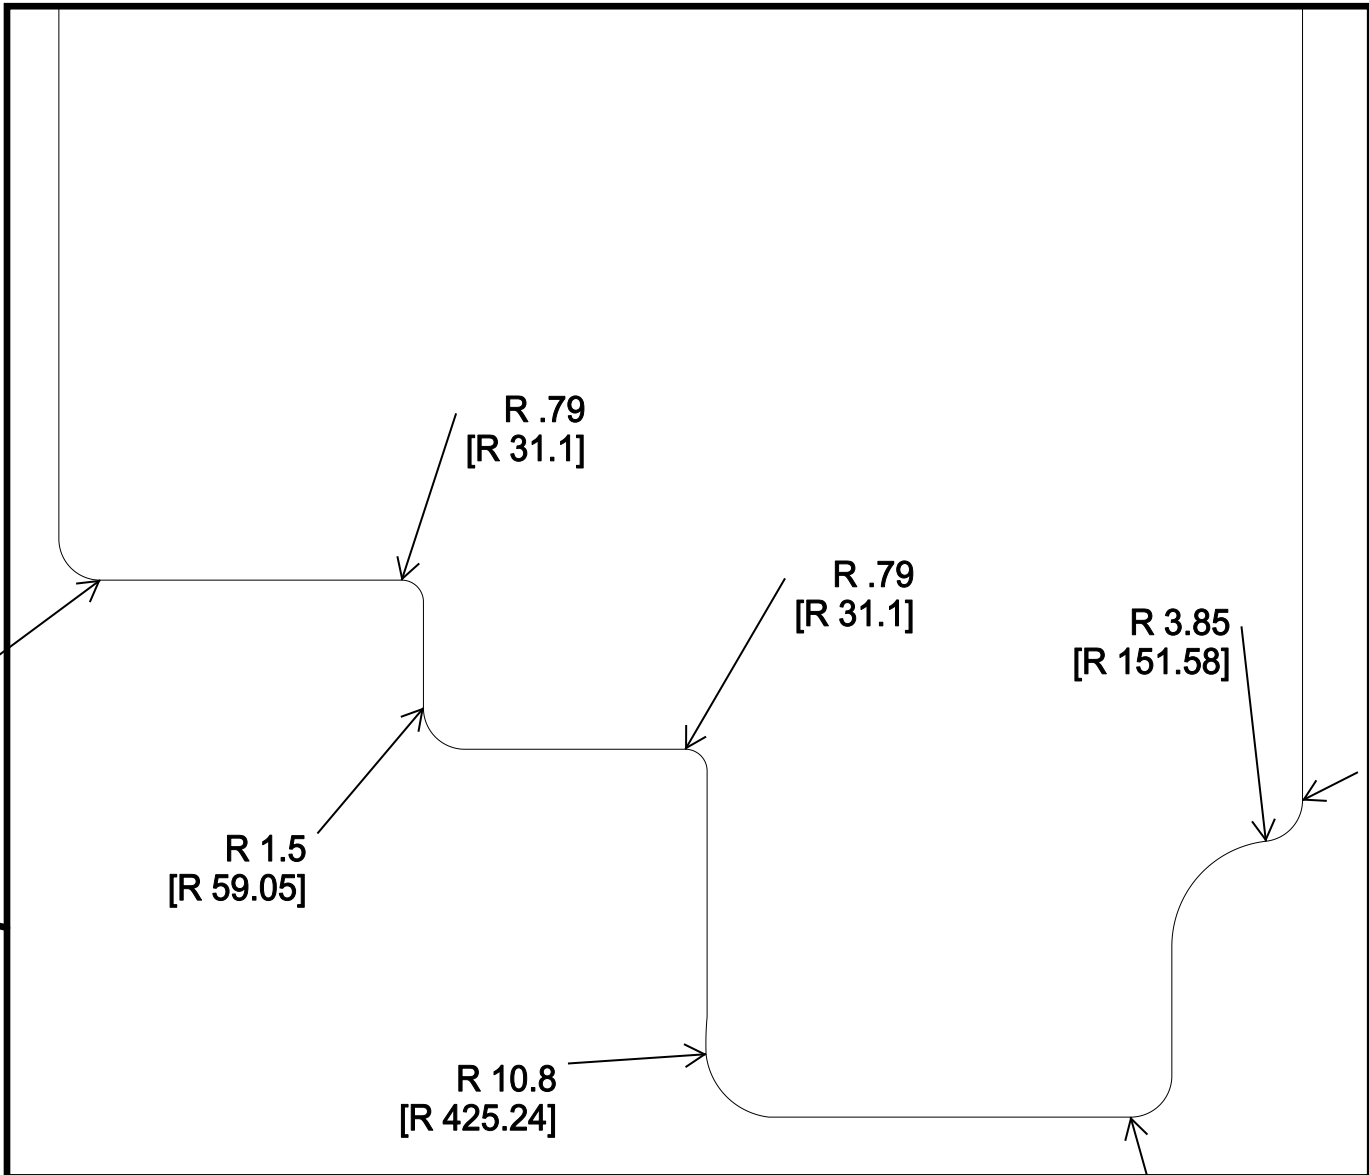 R .79
[R 31.1]
R .79
[R 31.1]
R 3.85
[R 151.58]
R 1.5
[R 59.05]
R 10.8
[R 425.24]